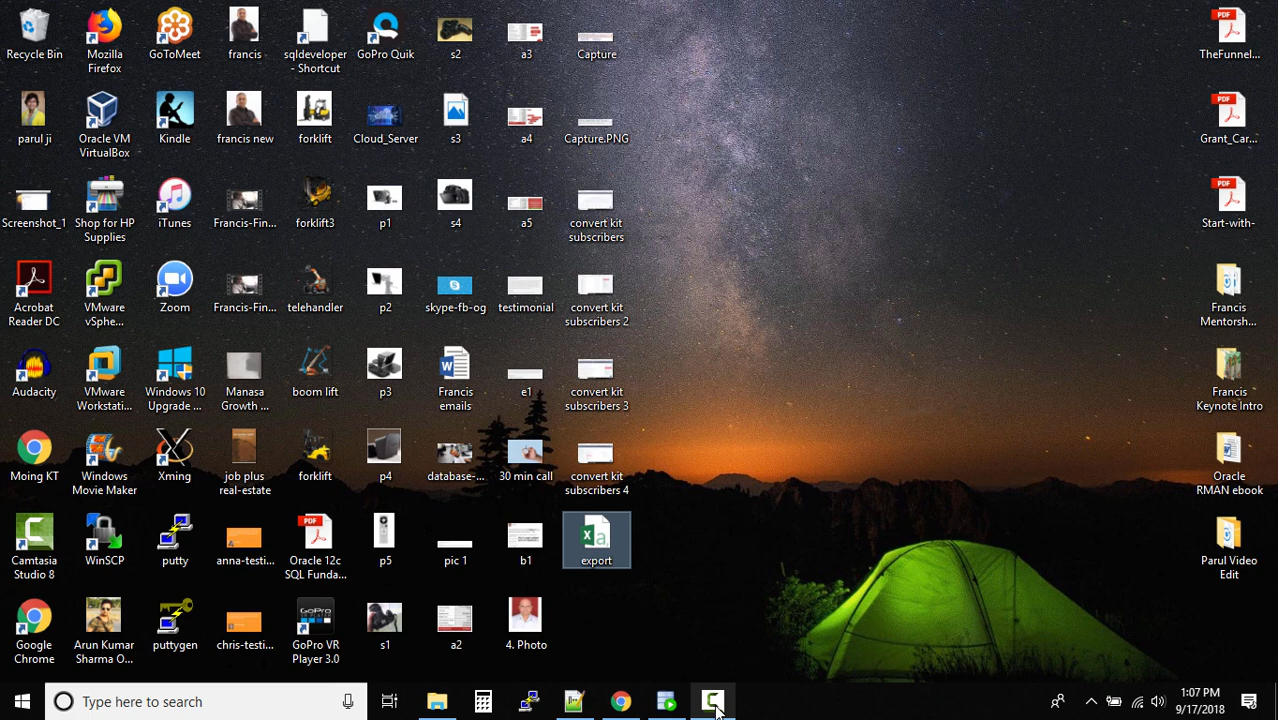 Recycle Bin
Mozilla
Firefox
GoToMeet
francis
sqldeveloper
- Shortcut
GoPro Quik
s2
a3
Capture
TheFunnel...
parul ji
Oracle VM
VirtualBox
Kindle
francis new
forklift
Cloud_Server
s3
a4
Capture.PNG
Grant_Car...
Screenshot_1
Shop for HP
Supplies
iTunes
Francis-Fin...
forklift3
p1
s4
a5
convert kit
subscribers
Start-with-
Acrobat
Reader DC
VMware
vSphe...
Zoom
Francis-Fin...
telehandler
p2
skype-fb-og
testimonial
convert kit
subscribers 2
Francis
Mentorsh...
Audacity
VMware
Workstati...
Windows 10
Upgrade ...
Manasa
Growth ...
boom lift
p3
Francis
emails
e1
convert kit
subscribers 3
Francis
Keynote Intro
Moing KT
Windows
Movie Maker
Xming
job plus
real-estate
forklift
p4
database-...
30 min call
convert kit
subscribers 4
Oracle
RMAN ebook
Camtasia
Studio 8
WinSCP
putty
anna-testi...
Oracle 12c
SQL Funda...
p5
pic 1
b1
export
Parul Video
Edit
Google
Chrome
Arun Kumar
Sharma O...
puttygen
chris-testi...
GoPro VR
Player 3.0
s1
a2
4. Photo
Type here to search
1:07 PM
9/17/2018